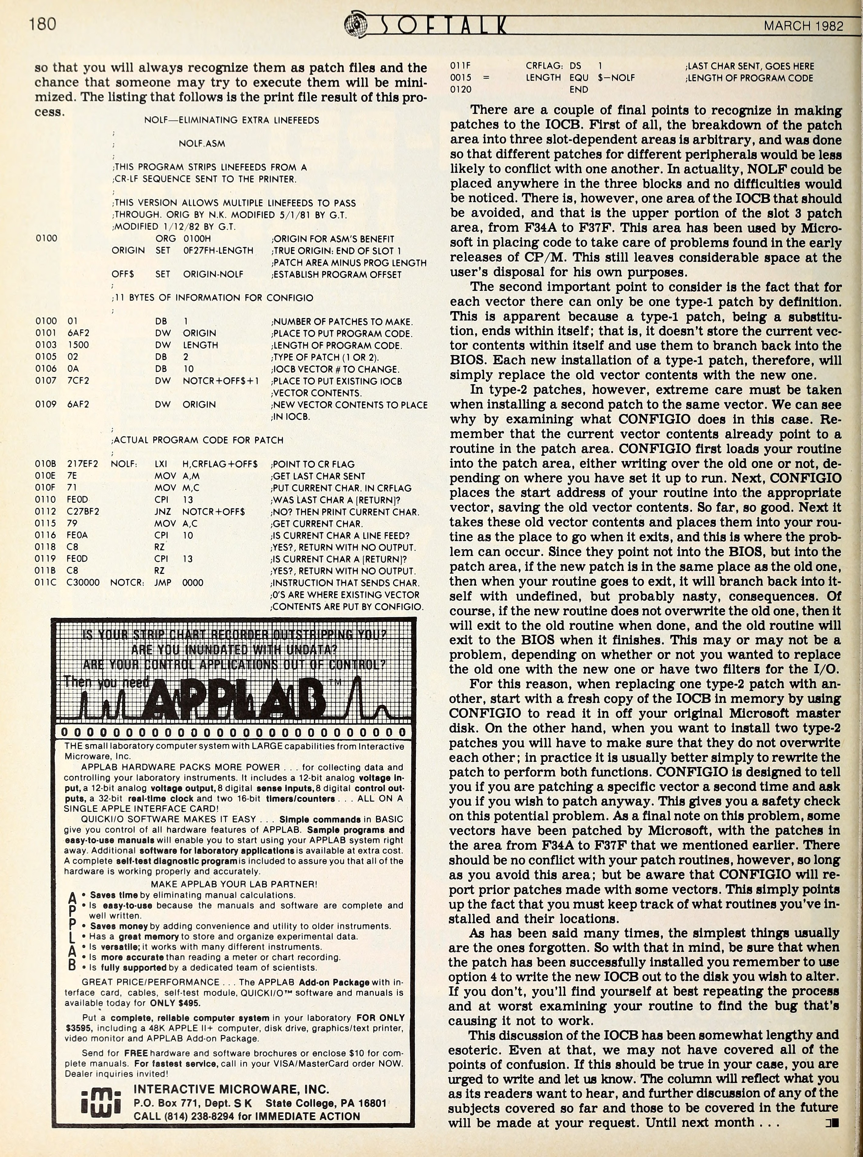 180
SOFTALK
MARCH 1982
so that you will always recognize them as patch files and the
chance that someone may try to execute them will be mini-
mized. The listing that follows is the print file result of this pro-
cess.
NOLF—ELIMINATING EXTRA LINEFEEDS
;
; NOLF.ASM
;
;THIS PROGRAM STRIPS LINEFEEDS FROM A
;CR-LF SEQUENCE SENT TO THE PRINTER.
;
;THIS VERSION ALLOWS MULTIPLE LINEFEEDS TO PASS
;THROUGH. ORIG BY N.K. MODIFIED 5/1/81 BY G.T.
;MODIFIED 1/12/82 BY G.T.
0100 ORG 0100H ;ORIGIN FOR ASM'S BENEFIT
ORIGIN SET 0F27FH-LENGTH ;TRUE ORIGIN: END OF SLOT 1
;PATCH AREA MINUS PROG LENGTH
OFF$ SET ORIGIN-NOLF ;ESTABLISH PROGRAM OFFSET
;
;11 BYTES OF INFORMATION FOR CONFIGIO
;
0100 01 DB 1 ;NUMBER OF PATCHES TO MAKE.
0101 6AF2 DW ORIGIN ;PLACE TO PUT PROGRAM CODE.
0103 1500 DW LENGTH ;LENGTH OF PROGRAM CODE.
0105 02 DB 2 ;TYPE OF PATCH (1 OR 2).
0106 0A DB 10 ;IOCB VECTOR # TO CHANGE.
0107 7CF2 DW NOTCR+OFF$+1 ;PLACE TO PUT EXISTING IOCB
;VECTOR CONTENTS.
0109 6AF2 DW ORIGIN ;NEW VECTOR CONTENTS TO PLACE
;IN IOCB.
;
;ACTUAL PROGRAM CODE FOR PATCH
;
010B 217EF2 NOLF: LXI H,CRFLAG+OFF$ ;POINT TO CR FLAG
010E 7E MOV A,M ;GET LAST CHAR SENT
010F 71 MOV M,C ;PUT CURRENT CHAR. IN CRFLAG
0110 FE0D CPI 13 ;WAS LAST CHAR A [RETURN]?
0112 C27BF2 JNZ NOTCR+OFF$ ;NO? THEN PRINT CURRENT CHAR.
0115 79 MOV A,C ;GET CURRENT CHAR.
0116 FE0A CPI 10 ;IS CURRENT CHAR A LINE FEED?
0118 C8 RZ ;YES?, RETURN WITH NO OUTPUT.
0119 FE0D CPI 13 ;IS CURRENT CHAR A [RETURN]?
011B C8 RZ ;YES?, RETURN WITH NO OUTPUT.
011C C30000 NOTCR: JMP 0000 ;INSTRUCTION THAT SENDS CHAR.
;0'S ARE WHERE EXISTING VECTOR
;CONTENTS ARE PUT BY CONFIGIO.
IS YOUR STRIP CHART RECORDER OUTSTRIPPING YOU?
ARE YOU INUNDATED WITH UNDATA?
ARE YOUR CONTROL APPLICATIONS OUT OF CONTROL?
Then you need APPLAB™
THE small laboratory computer system with LARGE capabilities from Interactive
Microware, Inc.
APPLAB HARDWARE PACKS MORE POWER . . . for collecting data and
controlling your laboratory instruments. It includes a 12-bit analog voltage in-
put, a 12-bit analog voltage output, 8 digital sense inputs, 8 digital control out-
puts, a 32-bit real-time clock and two 16-bit timers/counters . . . ALL ON A
SINGLE APPLE INTERFACE CARD!
QUICKI/O SOFTWARE MAKES IT EASY . . . Simple commands in BASIC
give you control of all hardware features of APPLAB. Sample programs and
easy-to-use manuals will enable you to start using your APPLAB system right
away. Additional software for laboratory applications is available at extra cost.
A complete self-test diagnostic program is included to assure you that all of the
hardware is working properly and accurately.
MAKE APPLAB YOUR LAB PARTNER!
APPLAB
• Saves time by eliminating manual calculations.
• Is easy-to-use because the manuals and software are complete and
well written.
• Saves money by adding convenience and utility to older instruments.
• Has a great memory to store and organize experimental data.
• Is versatile; it works with many different instruments.
• Is more accurate than reading a meter or chart recording.
• Is fully supported by a dedicated team of scientists.
GREAT PRICE/PERFORMANCE . . . The APPLAB Add-on Package with in-
terface card, cables, self-test module, QUICKI/O™ software and manuals is
available today for ONLY $495.
Put a complete, reliable computer system in your laboratory FOR ONLY
$3595, including a 48K APPLE II+ computer, disk drive, graphics/text printer,
video monitor and APPLAB Add-on Package.
Send for FREE hardware and software brochures or enclose $10 for com-
plete manuals. For fastest service, call in your VISA/MasterCard order NOW.
Dealer inquiries invited!
INTERACTIVE MICROWARE, INC.
P.O. Box 771, Dept. S K State College, PA 16801
CALL (814) 238-8294 for IMMEDIATE ACTION
011F CRFLAG: DS 1 ;LAST CHAR SENT, GOES HERE
0015 = LENGTH EQU $-NOLF ;LENGTH OF PROGRAM CODE
0120 END
There are a couple of final points to recognize in making
patches to the IOCB. First of all, the breakdown of the patch
area into three slot-dependent areas is arbitrary, and was done
so that different patches for different peripherals would be less
likely to conflict with one another. In actuality, NOLF could be
placed anywhere in the three blocks and no difficulties would
be noticed. There is, however, one area of the IOCB that should
be avoided, and that is the upper portion of the slot 3 patch
area, from F34A to F37F. This area has been used by Micro-
soft in placing code to take care of problems found in the early
releases of CP/M. This still leaves considerable space at the
user's disposal for his own purposes.
The second important point to consider is the fact that for
each vector there can only be one type-1 patch by definition.
This is apparent because a type-1 patch, being a substitu-
tion, ends within itself; that is, it doesn't store the current vec-
tor contents within itself and use them to branch back into the
BIOS. Each new installation of a type-1 patch, therefore, will
simply replace the old vector contents with the new one.
In type-2 patches, however, extreme care must be taken
when installing a second patch to the same vector. We can see
why by examining what CONFIGIO does in this case. Re-
member that the current vector contents already point to a
routine in the patch area. CONFIGIO first loads your routine
into the patch area, either writing over the old one or not, de-
pending on where you have set it up to run. Next, CONFIGIO
places the start address of your routine into the appropriate
vector, saving the old vector contents. So far, so good. Next it
takes these old vector contents and places them into your rou-
tine as the place to go when it exits, and this is where the prob-
lem can occur. Since they point not into the BIOS, but into the
patch area, if the new patch is in the same place as the old one,
then when your routine goes to exit, it will branch back into it-
self with undefined, but probably nasty, consequences. Of
course, if the new routine does not overwrite the old one, then it
will exit to the old routine when done, and the old routine will
exit to the BIOS when it finishes. This may or may not be a
problem, depending on whether or not you wanted to replace
the old one with the new one or have two filters for the I/O.
For this reason, when replacing one type-2 patch with an-
other, start with a fresh copy of the IOCB in memory by using
CONFIGIO to read it in off your original Microsoft master
disk. On the other hand, when you want to install two type-2
patches you will have to make sure that they do not overwrite
each other; in practice it is usually better simply to rewrite the
patch to perform both functions. CONFIGIO is designed to tell
you if you are patching a specific vector a second time and ask
you if you wish to patch anyway. This gives you a safety check
on this potential problem. As a final note on this problem, some
vectors have been patched by Microsoft, with the patches in
the area from F34A to F37F that we mentioned earlier. There
should be no conflict with your patch routines, however, so long
as you avoid this area; but be aware that CONFIGIO will re-
port prior patches made with some vectors. This simply points
up the fact that you must keep track of what routines you've in-
stalled and their locations.
As has been said many times, the simplest things usually
are the ones forgotten. So with that in mind, be sure that when
the patch has been successfully installed you remember to use
option 4 to write the new IOCB out to the disk you wish to alter.
If you don't, you'll find yourself at best repeating the process
and at worst examining your routine to find the bug that's
causing it not to work.
This discussion of the IOCB has been somewhat lengthy and
esoteric. Even at that, we may not have covered all of the
points of confusion. If this should be true in your case, you are
urged to write and let us know. The column will reflect what you
as its readers want to hear, and further discussion of any of the
subjects covered so far and those to be covered in the future
will be made at your request. Until next month . . .